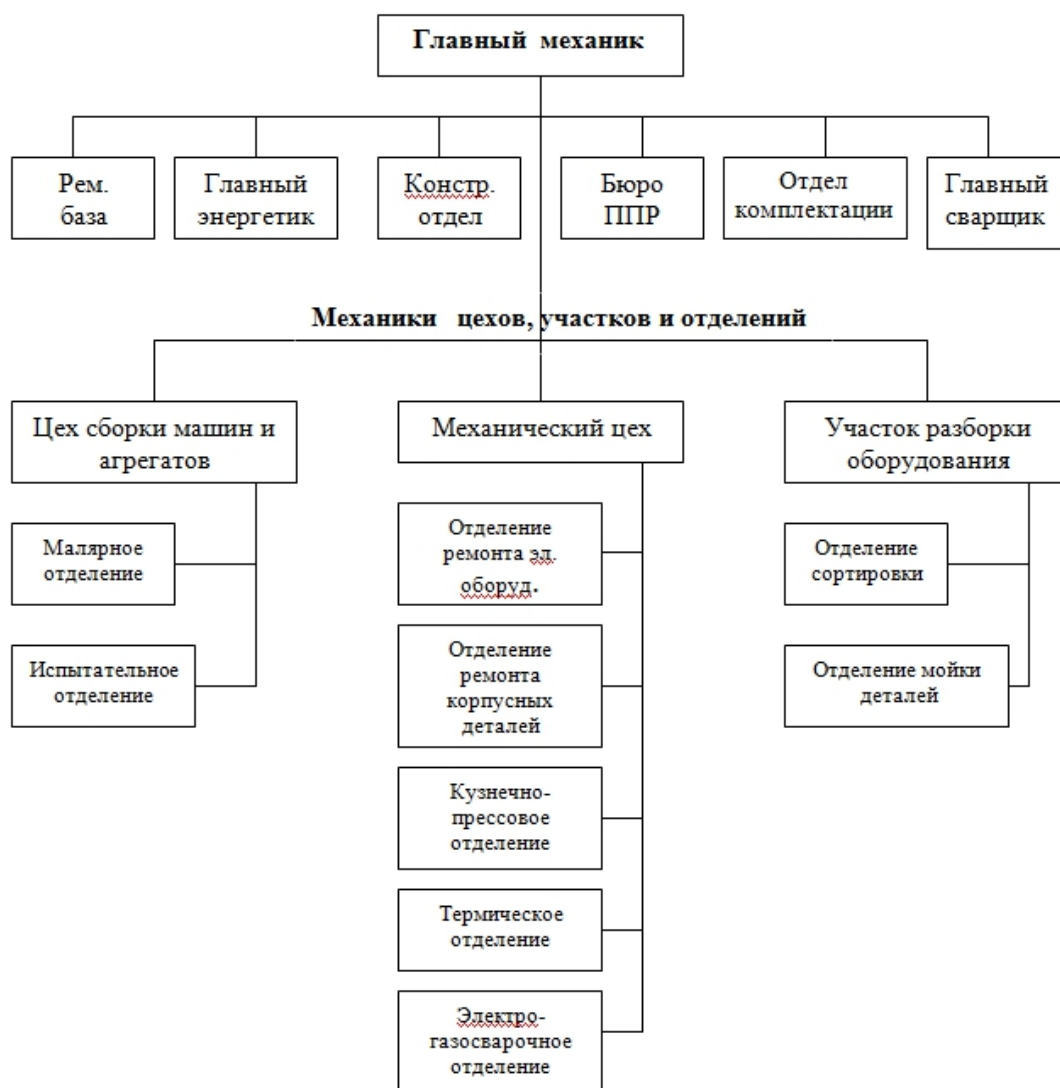 Главный механик
Рем.
база
Главный
энергетик
Констр.
отдел
Бюро
ППР
Отдел
комплектации
Главный
сварщик
Механики цехов, участков и отделений
Цех сборки машин и
агрегатов
Малярное
отделение
Испытательное
отделение
Механический цех
Отделение
ремонта эл.
оборуд.
Отделение
ремонта
корпусных
деталей
Кузнечно-
прессовое
отделение
Термическое
отделение
Электро-
газосварочное
отделение
Участок разборки
оборудования
Отделение
сортировки
Отделение мойки
деталей